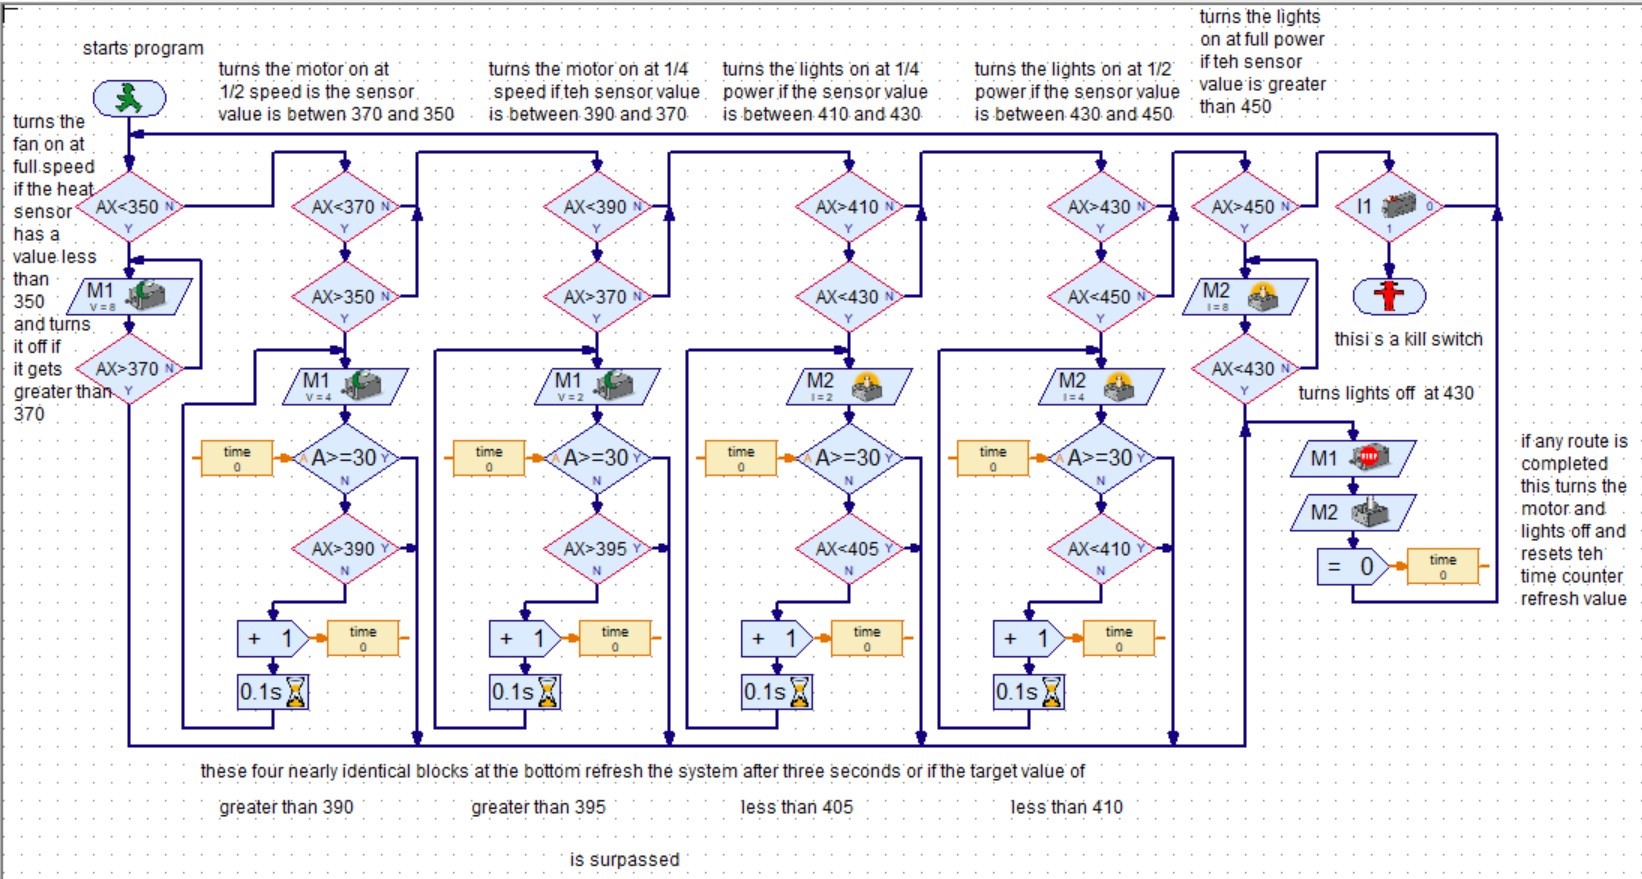 starts program
turns the motor on at
1/2 speed is the sensor
value is betwen 370 and 350
turns the motor on at 1/4
speed if teh sensor value
is between 390 and 370
turns the lights on at 1/4
power if the sensor value
is between 410 and 430
turns the lights on at 1/2
power if the sensor value
is between 430 and 450
turns the lights
on at full power
if teh sensor
value is greater
than 450
turns the
fan on at
full speed
if the heat
sensor
has a
value less
than
350
and turns
it off if
it gets
greater than
370
AX<350 N
Y
M1
V = 8
AX>370 N
Y
AX<370 N
Y
AX>350 N
Y
M1
V = 4
time
0
A A>=30 Y
N
AX>390 Y
N
+ 1
time
0
0.1s
AX<390 N
Y
AX>370 N
Y
M1
V = 2
time
0
A A>=30 Y
N
AX>395 Y
N
+ 1
time
0
0.1s
AX>410 N
Y
AX<430 N
Y
M2
I = 2
time
0
A A>=30 Y
N
AX<405 Y
N
+ 1
time
0
0.1s
AX>430 N
Y
AX<450 N
Y
M2
I = 4
time
0
A A>=30 Y
N
AX<410 Y
N
+ 1
time
0
0.1s
AX>450 N
Y
M2
I = 8
AX<430 N
Y
I1 0
1
thisi s a kill switch
turns lights off at 430
M1 STOP
M2
= 0
time
0
if any route is
completed
this turns the
motor and
lights off and
resets teh
time counter
refresh value
these four nearly identical blocks at the bottom refresh the system after three seconds or if the target value of
greater than 390 greater than 395 less than 405 less than 410
is surpassed